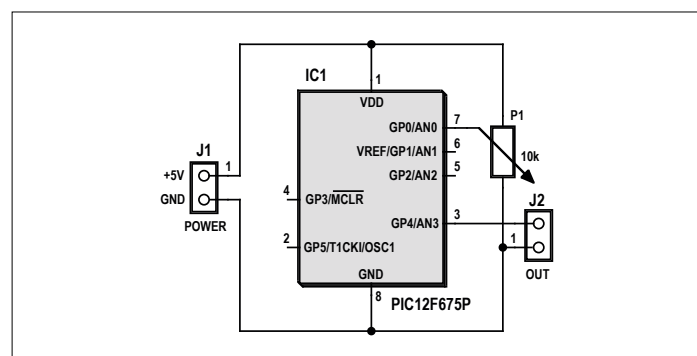 IC1
1
VDD
GP0/AN0
7
P1
VREF/GP1/AN1
6
10k
GP2/AN2
5
J1
+5V
1
GND
POWER
4
GP3/MCLR
J2
GP4/AN3
3
2
GP5/T1CKI/OSC1
1
GND
OUT
8
PIC12F675P